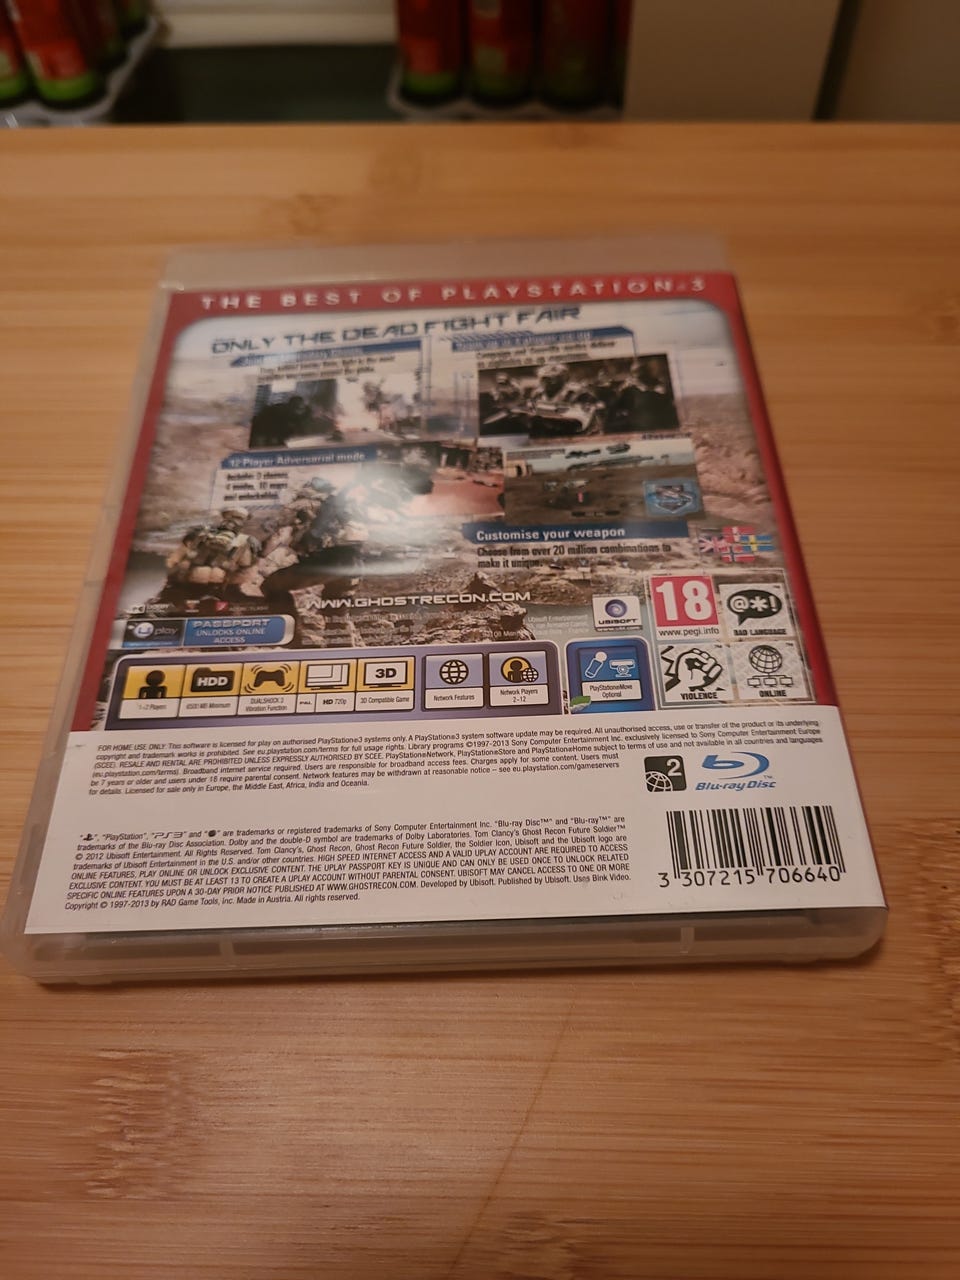 THE BEST OF PLAYSTATION 3
ONLY THE DEAD FIGHT FAIR
12 Player Adversarial mode
Includes 3 classes,
4 modes, 10 maps
and unlockables.
Customise your weapon
Choose from over 20 million combinations to
make it unique.
WWW.GHOSTRECON.COM
UBISOFT
18
www.pegi.info
@*!
BAD LANGUAGE
VIOLENCE
ONLINE
uplay
PASSPORT
UNLOCKS ONLINE
ACCESS
1-2 Players
HDD
6500 MB Minimum
DUALSHOCK 3
Vibration Function
PAL
HD 720p
3D
3D Compatible Game
Network Features
Network Players
2-12
PlayStation Move
Optional
FOR HOME USE ONLY: This software is licensed for play on authorised PlayStation3 systems only. A PlayStation3 system software update may be required. All unauthorised access, use or transfer of the product or its underlying
copyright and trademark works is prohibited. See eu.playstation.com/terms for full usage rights. Library programs ©1997-2013 Sony Computer Entertainment Inc. exclusively licensed to Sony Computer Entertainment Europe
(SCEE). RESALE AND RENTAL ARE PROHIBITED UNLESS EXPRESSLY AUTHORISED BY SCEE. PlayStation Network, PlayStation Store and PlayStation Home subject to terms of use and not available in all countries and languages
(eu.playstation.com/terms). Broadband internet service required. Users are responsible for broadband access fees. Charges apply for some content. Users must
be 7 years or older and users under 18 require parental consent. Network features may be withdrawn at reasonable notice – see eu.playstation.com/gameservers
for details. Licensed for sale only in Europe, the Middle East, Africa, India and Oceania.
2
Blu-ray Disc™
"PlayStation", "PS3" and are trademarks or registered trademarks of Sony Computer Entertainment Inc. "Blu-ray Disc™" and "Blu-ray™" are
trademarks of the Blu-ray Disc Association. Dolby and the double-D symbol are trademarks of Dolby Laboratories. Tom Clancy's Ghost Recon Future Soldier™
© 2012 Ubisoft Entertainment. All Rights Reserved. Tom Clancy's, Ghost Recon, Ghost Recon Future Soldier, the Soldier Icon, Ubisoft and the Ubisoft logo are
trademarks of Ubisoft Entertainment in the U.S. and/or other countries. HIGH SPEED INTERNET ACCESS AND A VALID UPLAY ACCOUNT ARE REQUIRED TO ACCESS
ONLINE FEATURES, PLAY ONLINE OR UNLOCK EXCLUSIVE CONTENT. THE UPLAY PASSPORT KEY IS UNIQUE AND CAN ONLY BE USED ONCE TO UNLOCK RELATED
EXCLUSIVE CONTENT. YOU MUST BE AT LEAST 13 TO CREATE A UPLAY ACCOUNT WITHOUT PARENTAL CONSENT. UBISOFT MAY CANCEL ACCESS TO ONE OR MORE
SPECIFIC ONLINE FEATURES UPON A 30-DAY PRIOR NOTICE PUBLISHED AT WWW.GHOSTRECON.COM. Developed by Ubisoft. Published by Ubisoft. Uses Bink Video.
Copyright © 1997-2013 by RAD Game Tools, Inc. Made in Austria. All rights reserved.
3 307215 706640